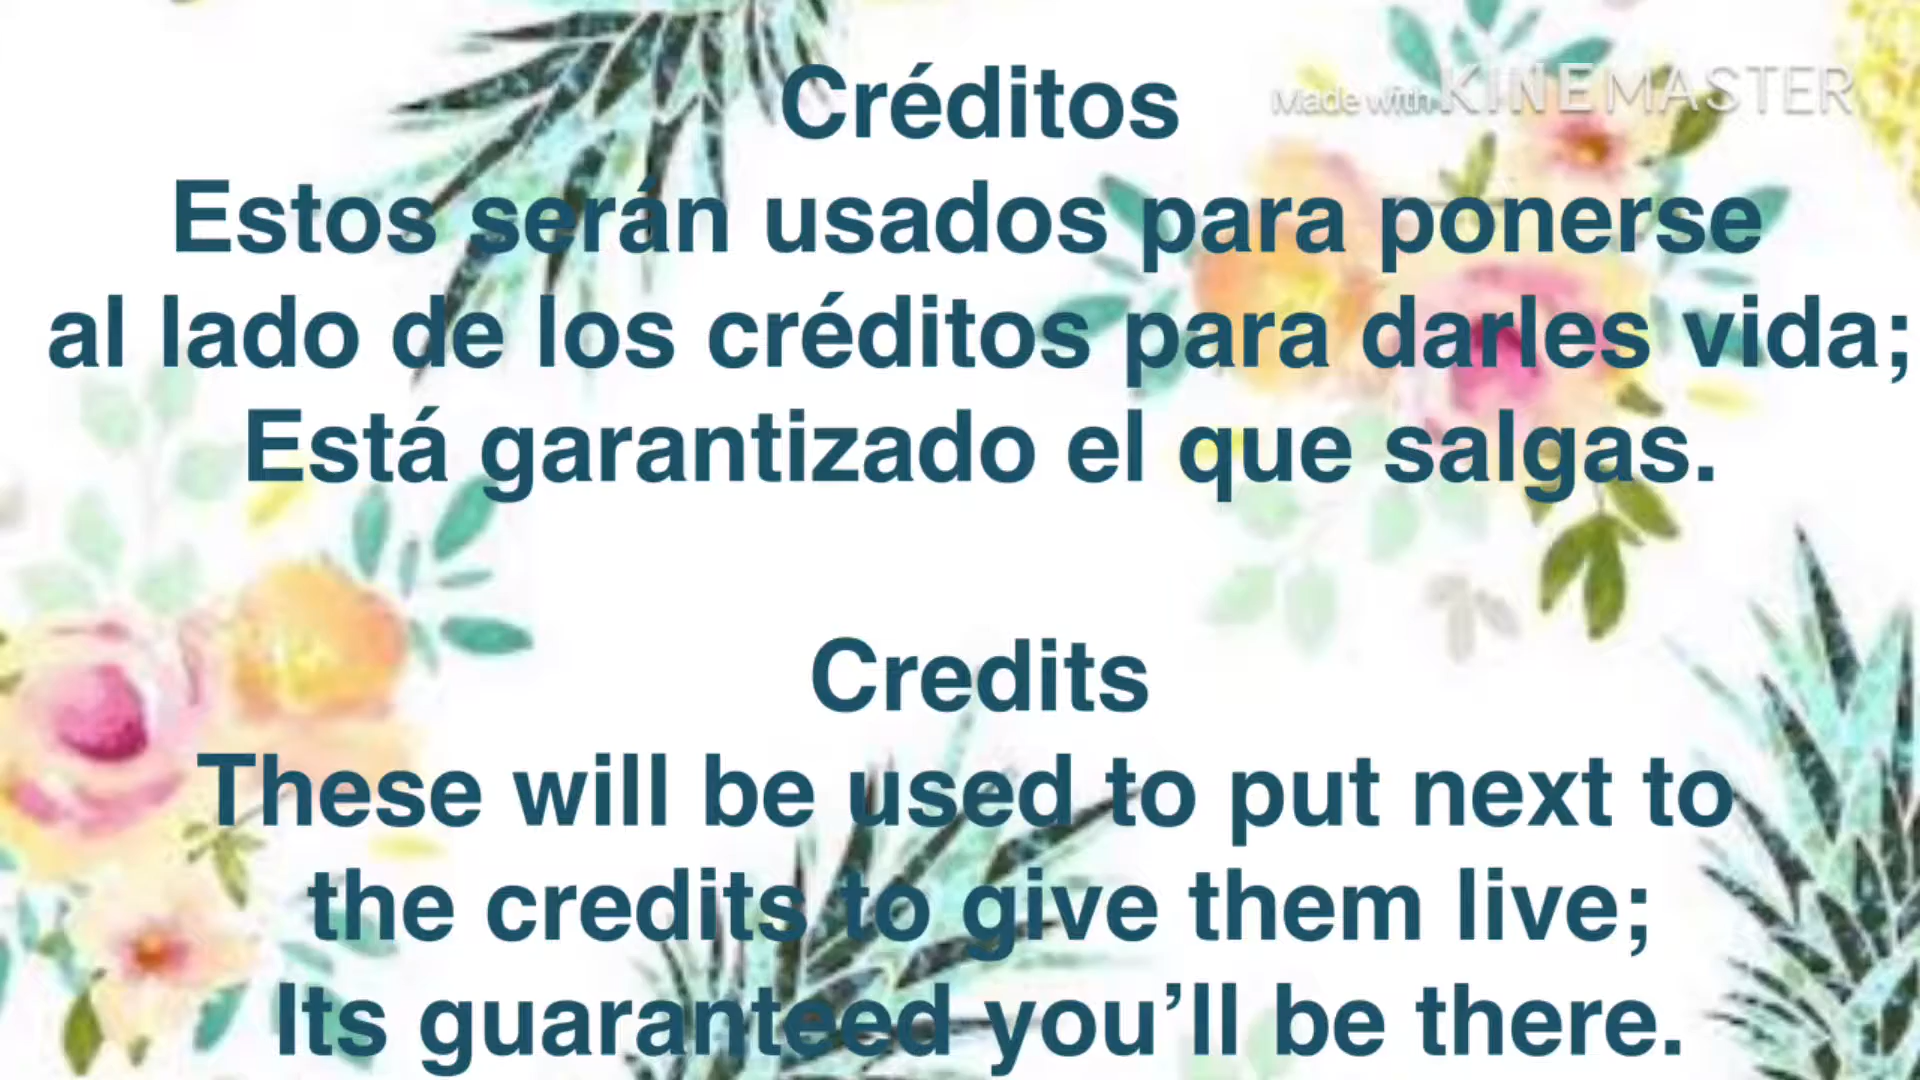 Créditos
Made with KINEMASTER
Estos serán usados para ponerse
al lado de los créditos para darles vida;
Está garantizado el que salgas.
Credits
These will be used to put next to
the credits to give them live;
Its guaranteed you’ll be there.